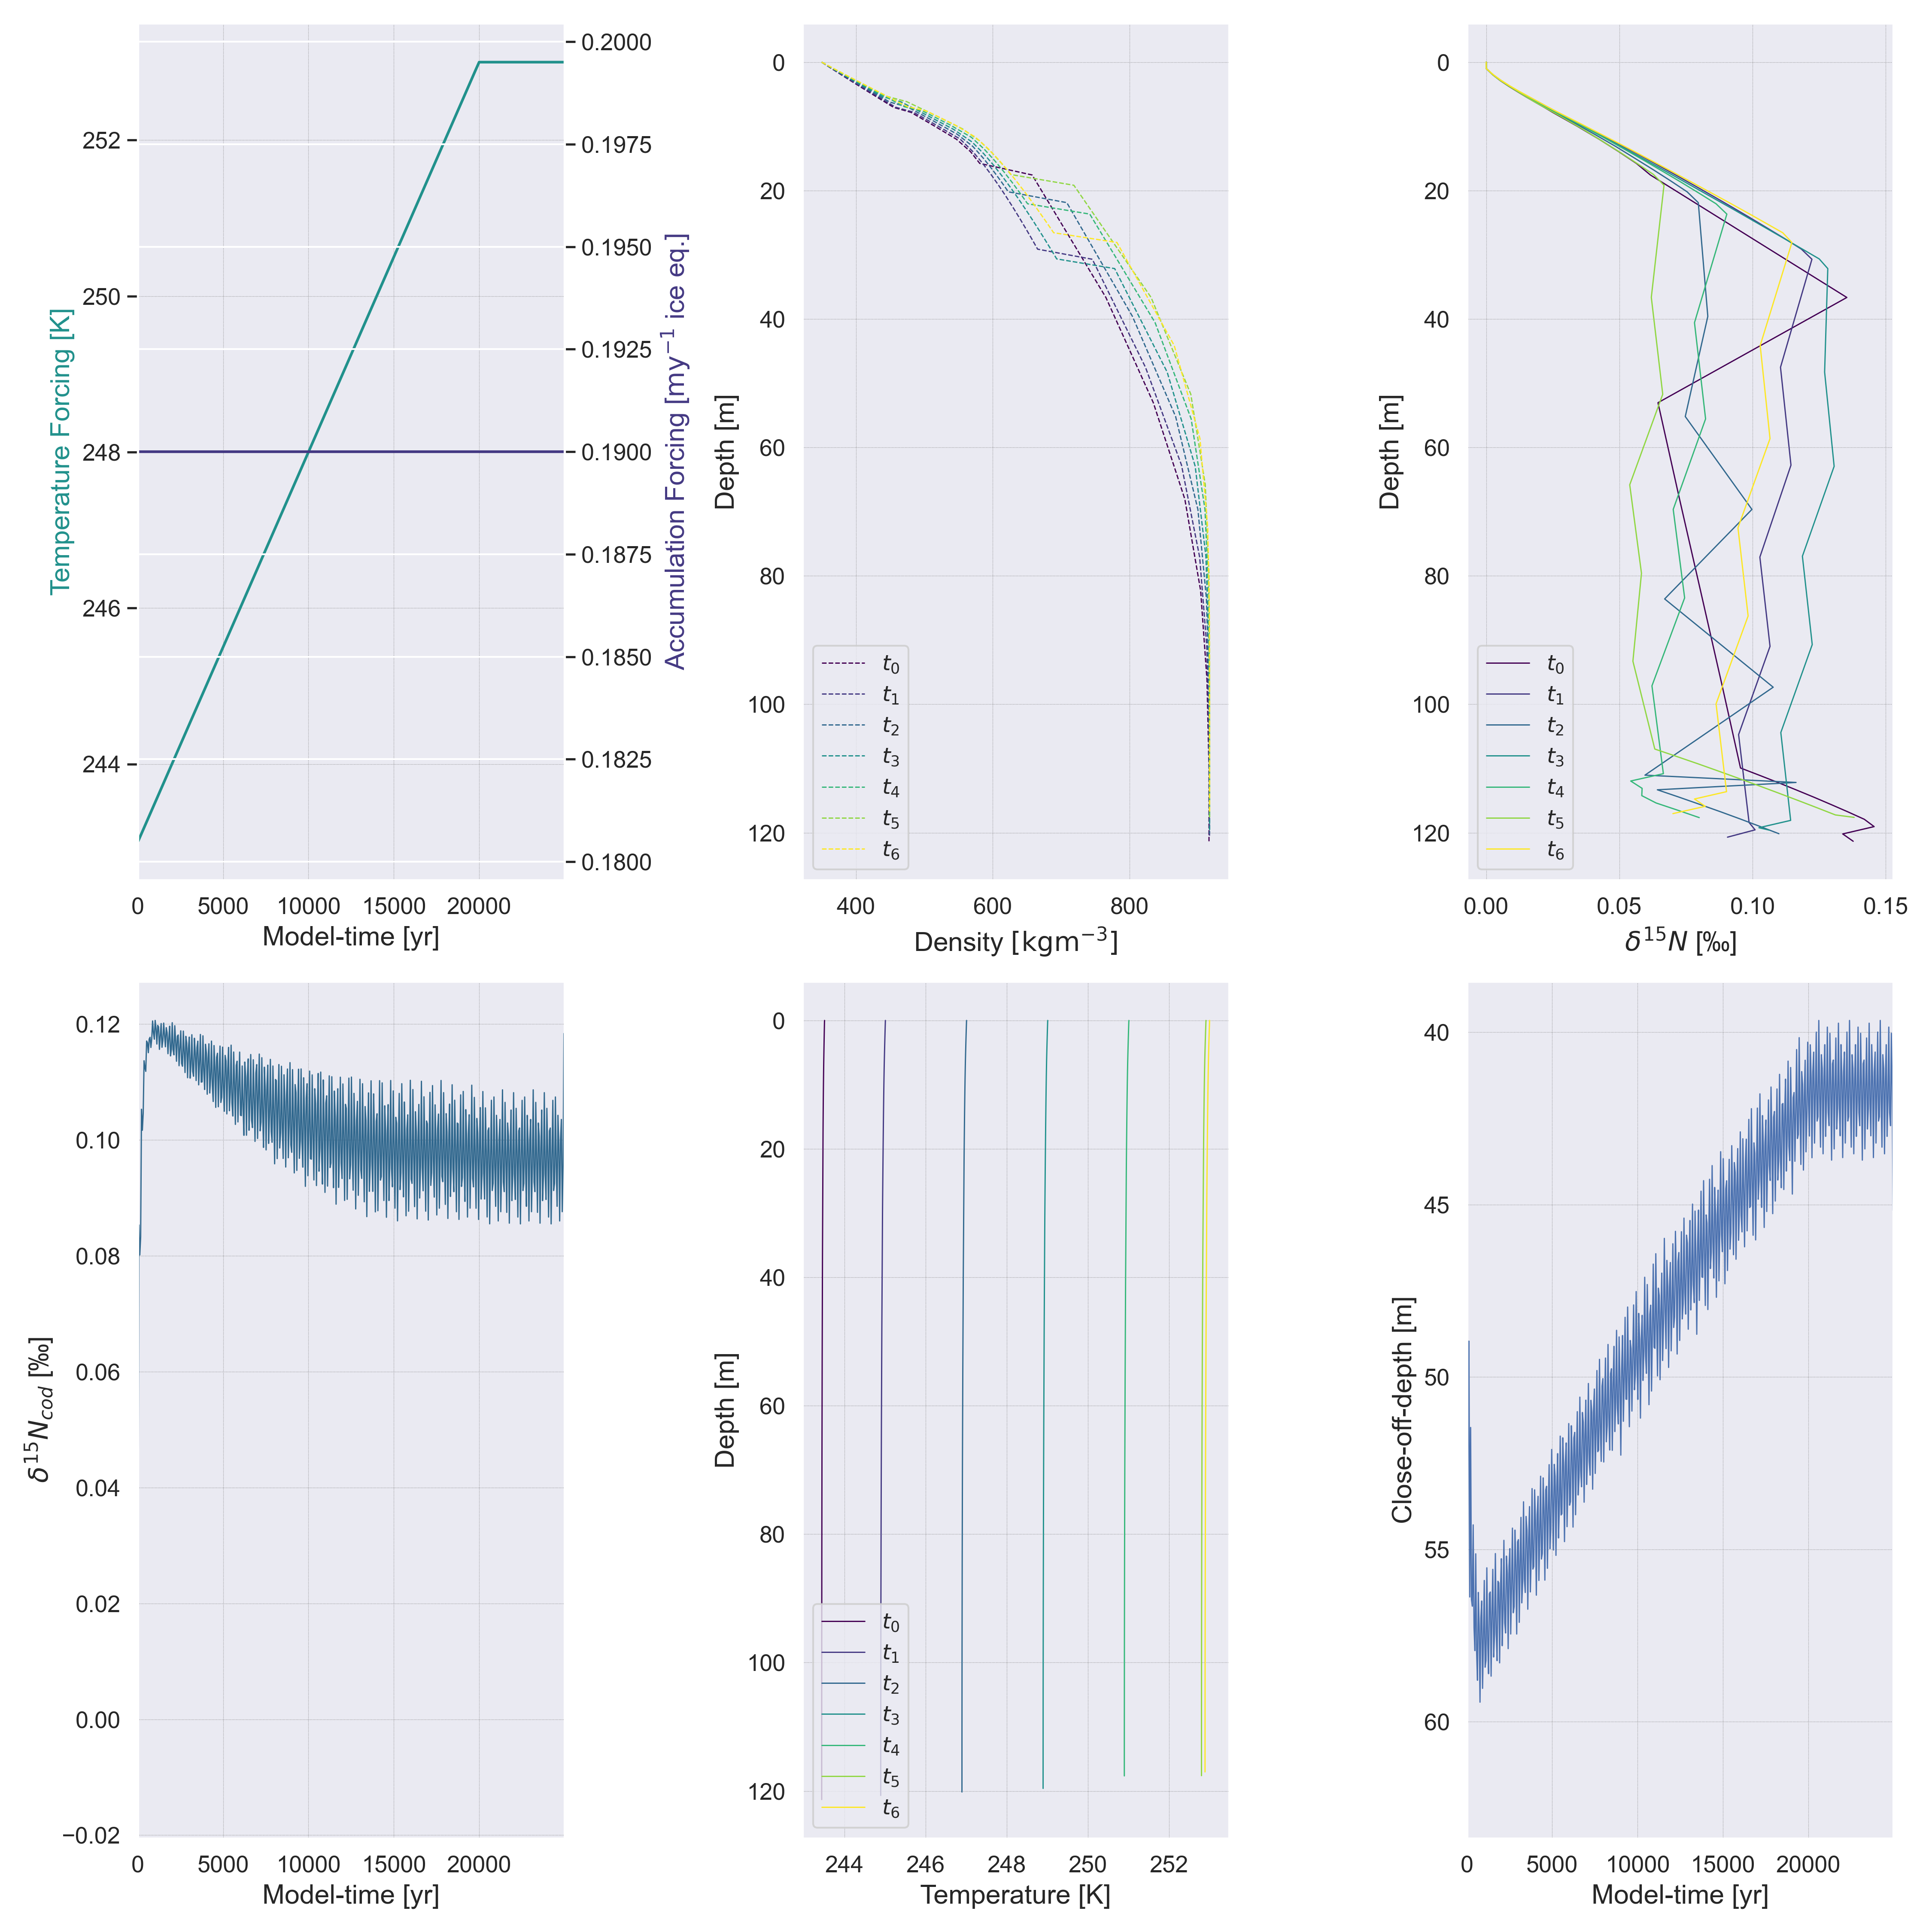 Temperature Forcing [K]
252
250
248
246
244
0.2000
0.1975
0.1950
0.1925
0.1900
0.1875
0.1850
0.1825
0.1800
Accumulation Forcing [my⁻¹ ice eq.]
0 5000 10000 15000 20000
Model-time [yr]
Depth [m]
0
20
40
60
80
100
120
t₀
t₁
t₂
t₃
t₄
t₅
t₆
400 600 800
Density [kgm⁻³]
Depth [m]
0
20
40
60
80
100
120
t₀
t₁
t₂
t₃
t₄
t₅
t₆
0.00 0.05 0.10 0.15
δ¹⁵N [‰]
δ¹⁵N_cod [‰]
0.12
0.10
0.08
0.06
0.04
0.02
0.00
−0.02
0 5000 10000 15000 20000
Model-time [yr]
Depth [m]
0
20
40
60
80
100
120
t₀
t₁
t₂
t₃
t₄
t₅
t₆
244 246 248 250 252
Temperature [K]
Close-off-depth [m]
40
45
50
55
60
0 5000 10000 15000 20000
Model-time [yr]